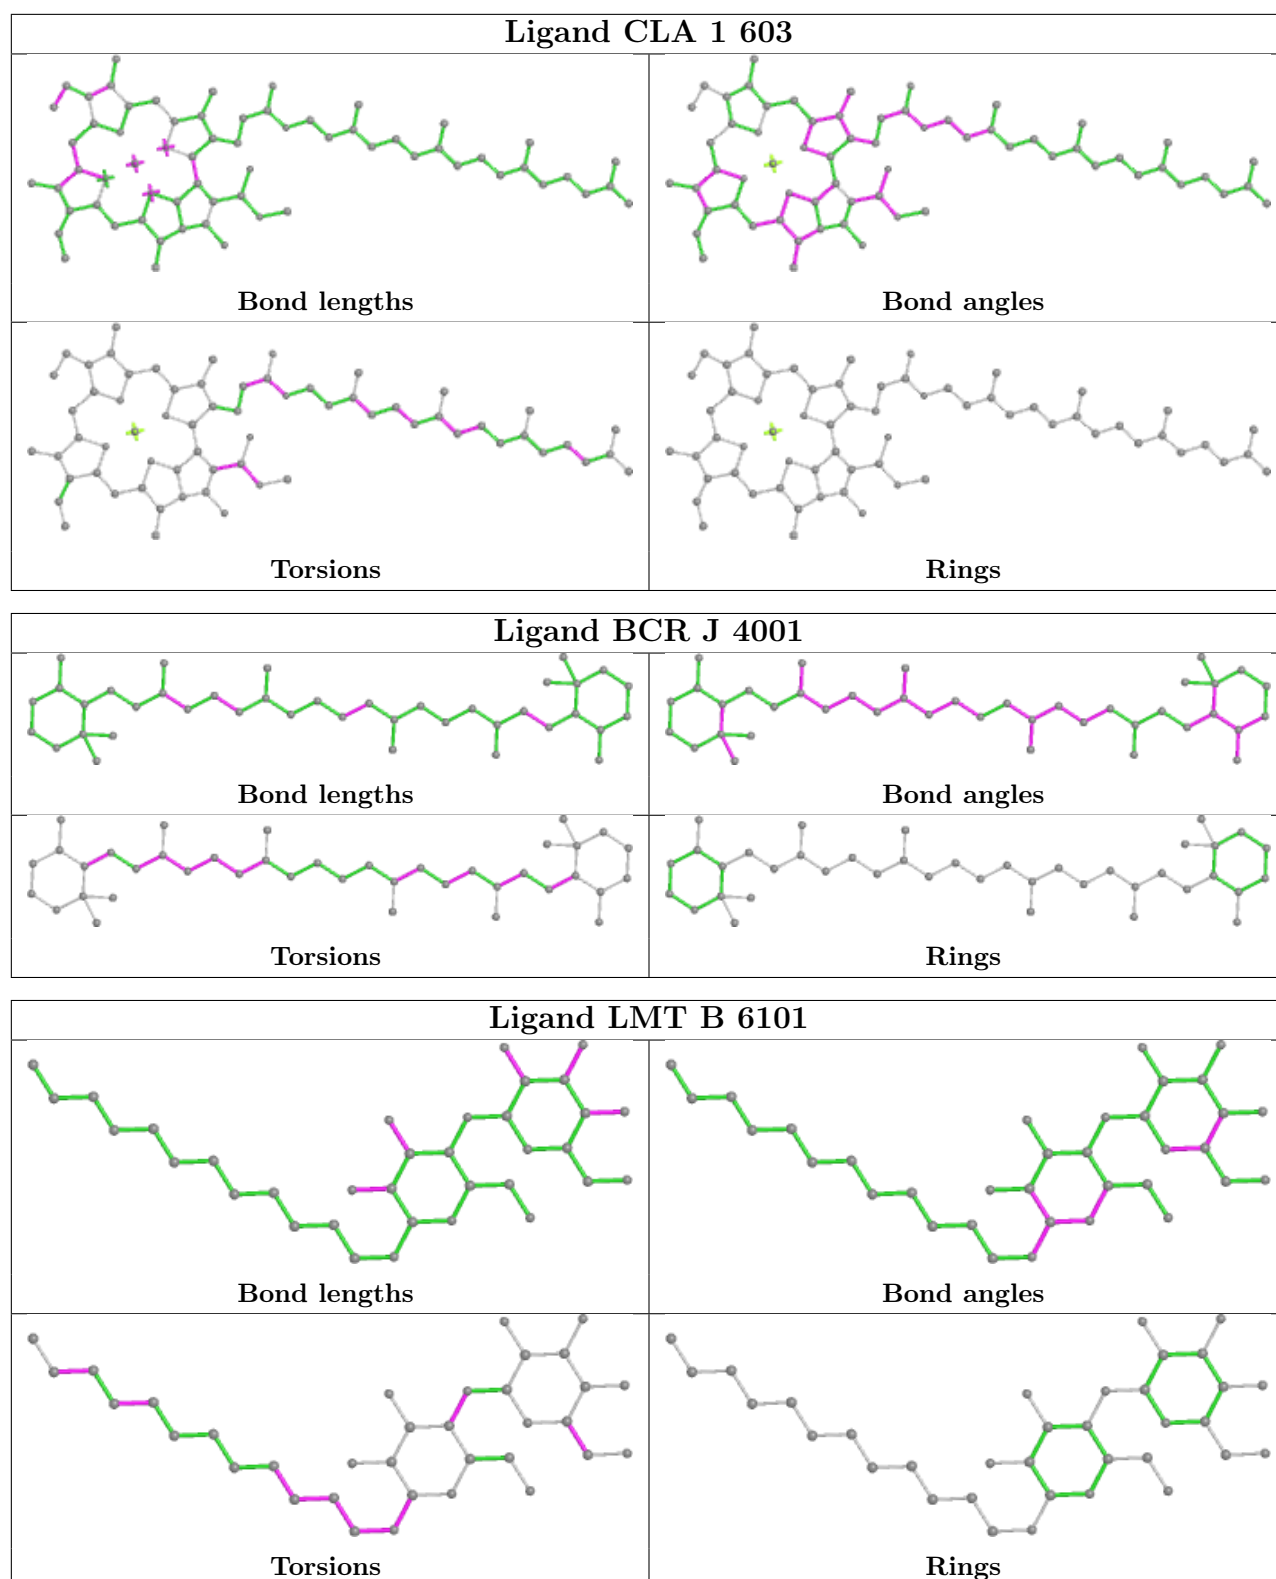 Ligand CLA 1 603
Bond lengths
Bond angles
Torsions
Rings
Ligand BCR J 4001
Bond lengths
Bond angles
Torsions
Rings
Ligand LMT B 6101
Bond lengths
Bond angles
Torsions
Rings